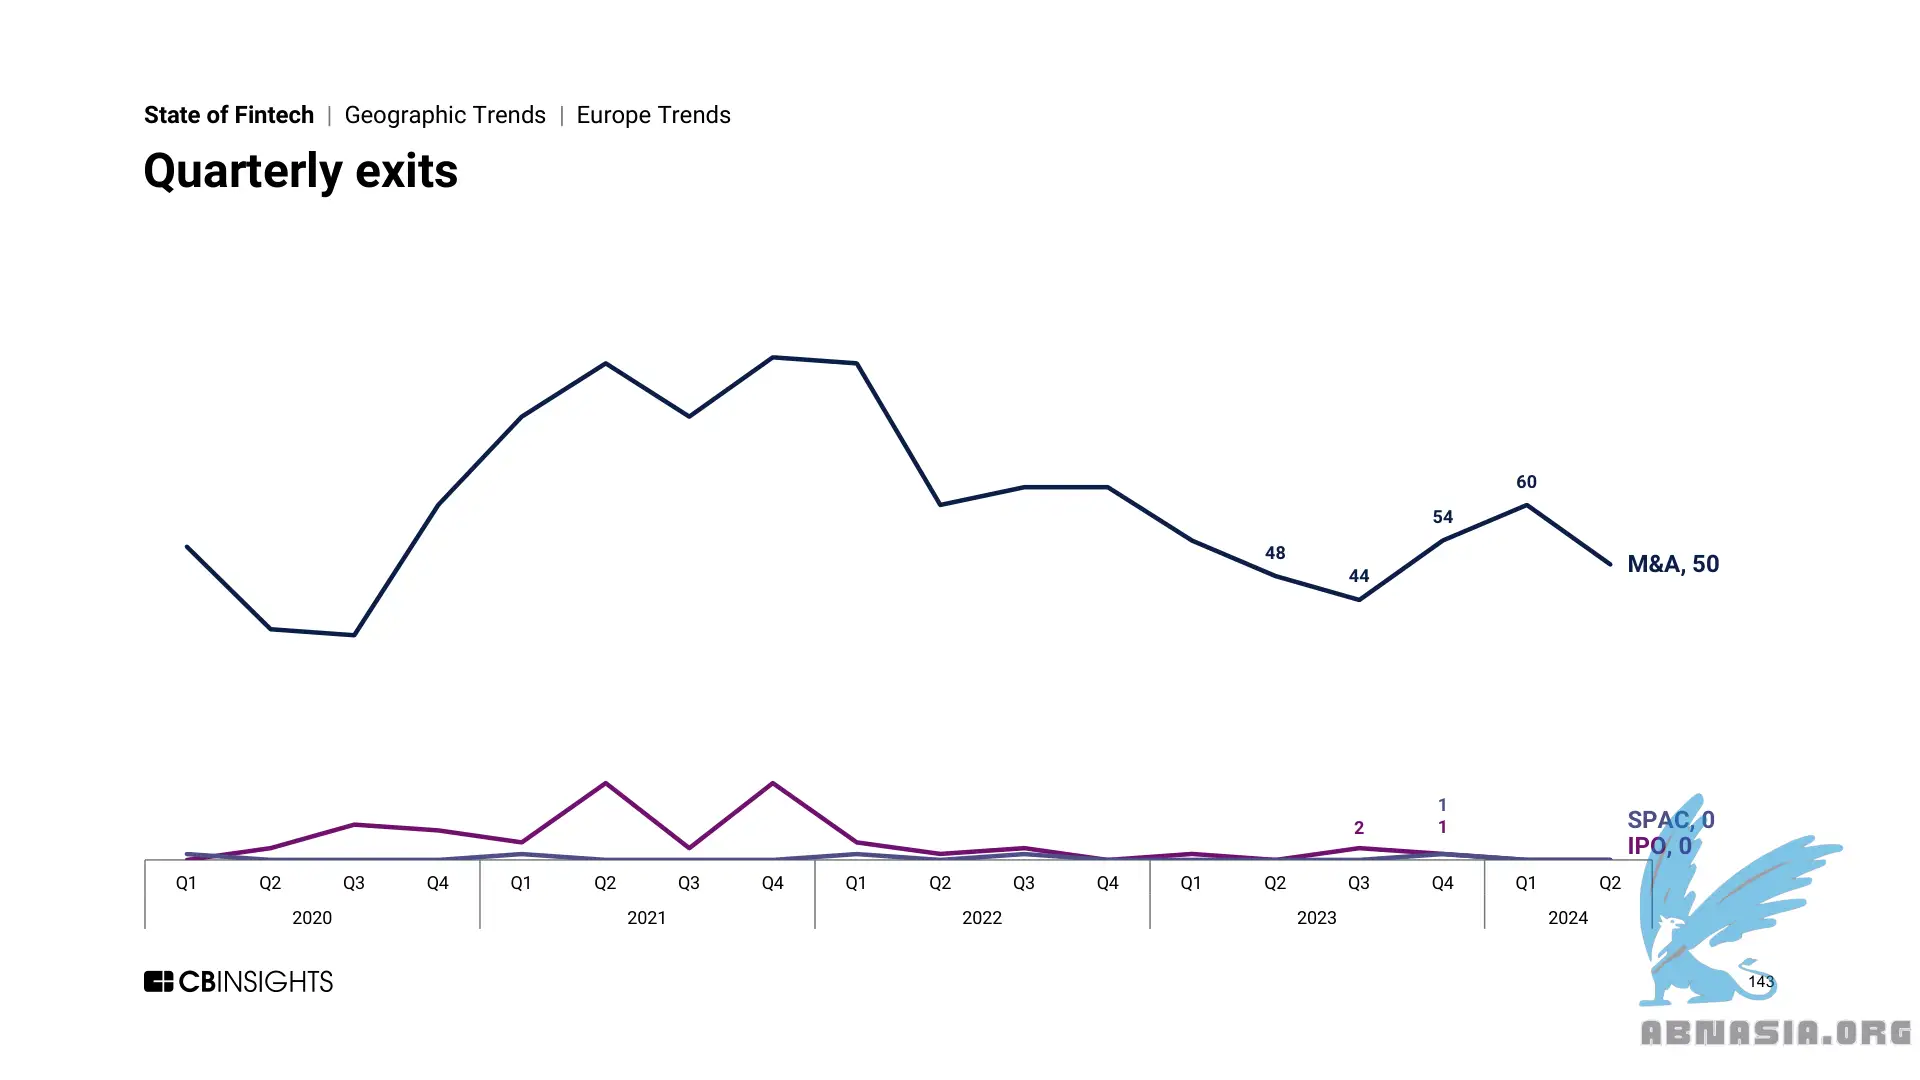 State of Fintech | Geographic Trends | Europe Trends
Quarterly exits
60
54
48
44
M&A, 50
1
2
1
SPAC, 0
IPO, 0
Q1 Q2 Q3 Q4 Q1 Q2 Q3 Q4 Q1 Q2 Q3 Q4 Q1 Q2 Q3 Q4 Q1 Q2
2020 2021 2022 2023 2024
CBINSIGHTS
143
ABNASIA.ORG